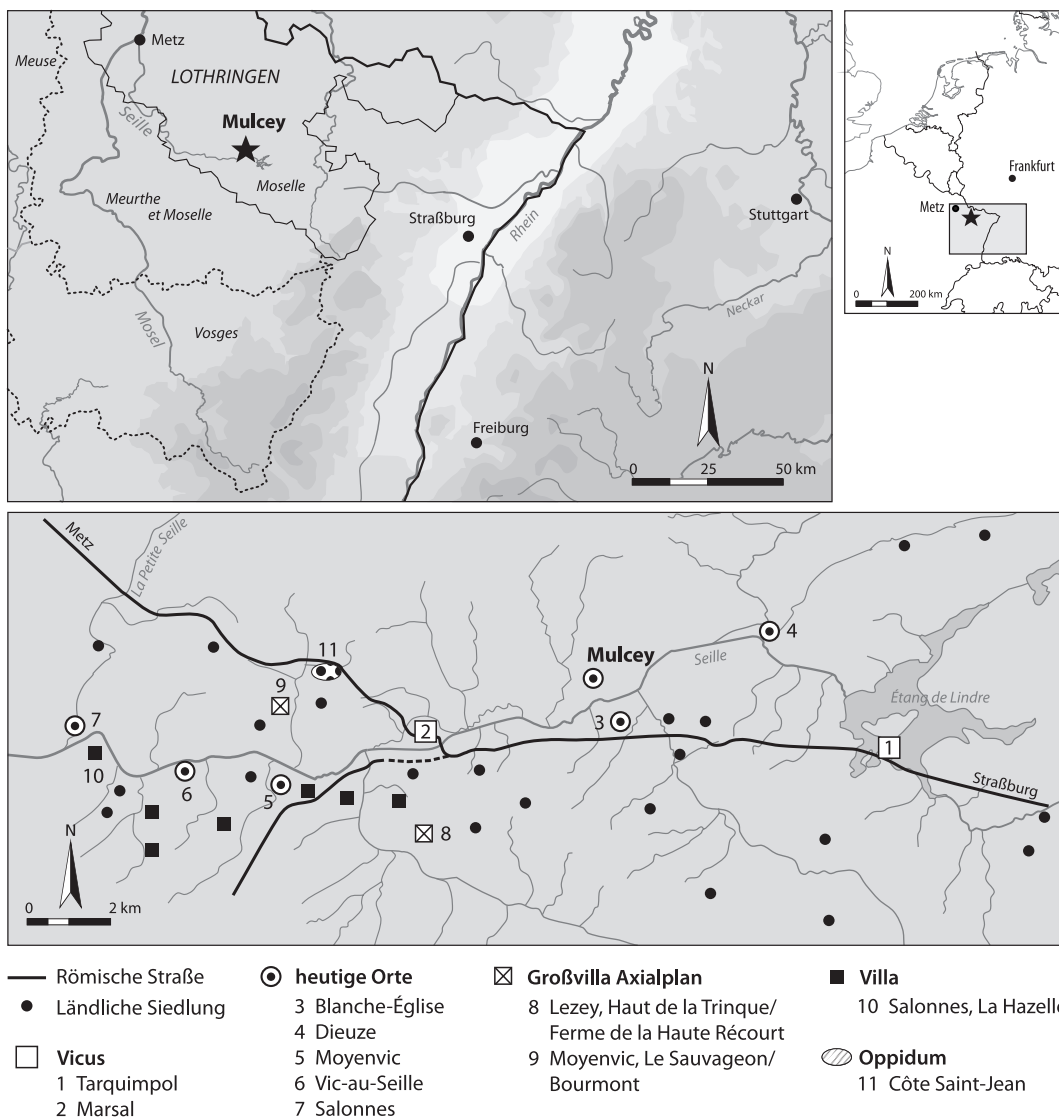 Metz
Meuse
LOTHRINGEN
Seille
Mulcey
Moselle
Meurthe
et Moselle
Straßburg
Rhein
Stuttgart
Neckar
Mosel
Vosges
Freiburg
N
0 25 50 km
Frankfurt
Metz
N
0 200 km
Metz
La Petite Seille
11
9
Mulcey
4
Seille
Étang de Lindre
7
2
3
1
10
6
5
8
Straßburg
N
0 2 km
Römische Straße
Ländliche Siedlung
Vicus
1 Tarquimpol
2 Marsal
heutige Orte
3 Blanche-Église
4 Dieuze
5 Moyenvic
6 Vic-au-Seille
7 Salonnes
Großvilla Axialplan
8 Lezey, Haut de la Trinque/
Ferme de la Haute Récourt
9 Moyenvic, Le Sauvageon/
Bourmont
Villa
10 Salonnes, La Hazelle
Oppidum
11 Côte Saint-Jean